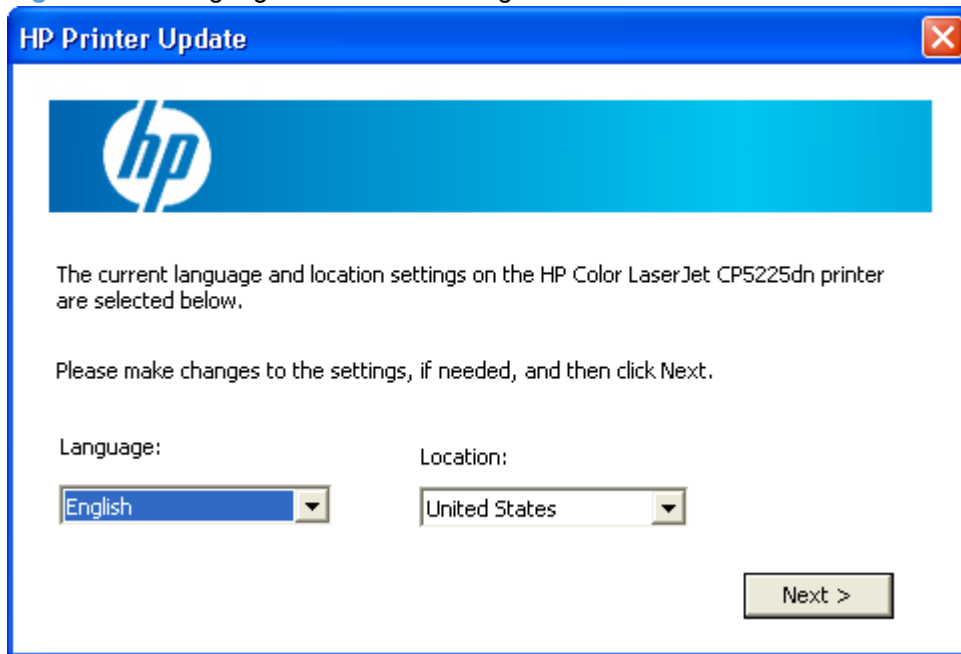 HP Printer Update
hp
The current language and location settings on the HP Color LaserJet CP5225dn printer
are selected below.
Please make changes to the settings, if needed, and then click Next.
Language:
Location:
English
United States
Next >